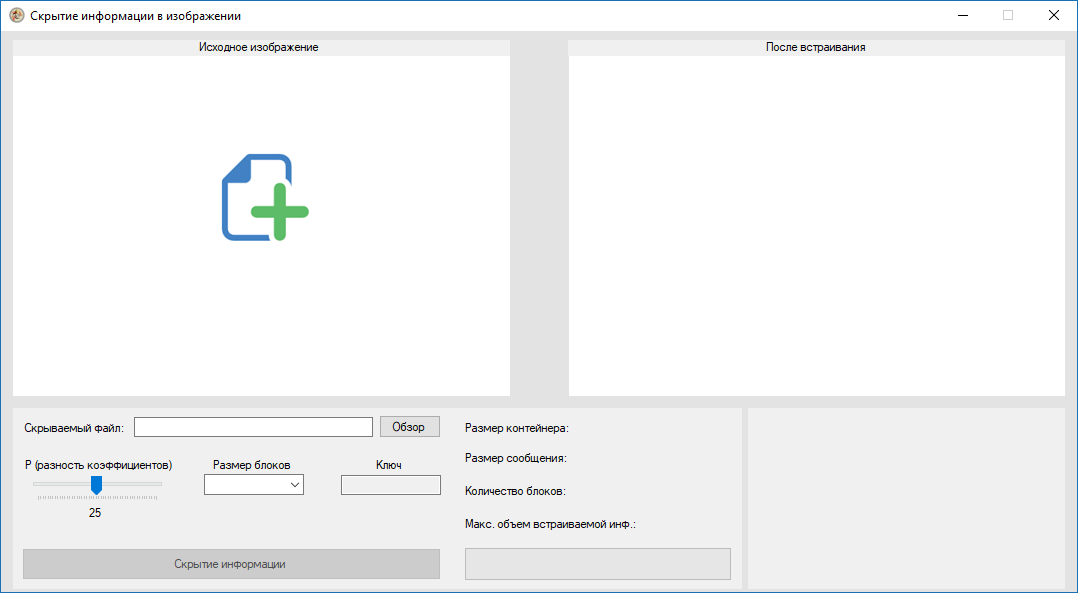 Скрытие информации в изображении
Исходное изображение
После встраивания
Скрываемый файл:
Обзор
P (разность коэффициентов)
25
Размер блоков
Ключ
Скрытие информации
Размер контейнера:
Размер сообщения:
Количество блоков:
Макс. объем встраиваемой инф.: